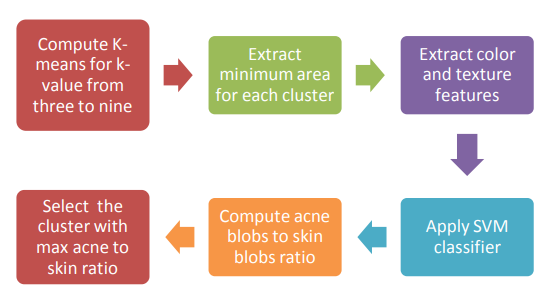 Compute K-
means for k-
value from
three to nine
Extract
minimum area
for each cluster
Extract color
and texture
features
Apply SVM
classifier
Compute acne
blobs to skin
blobs ratio
Select the
cluster with
max acne to
skin ratio